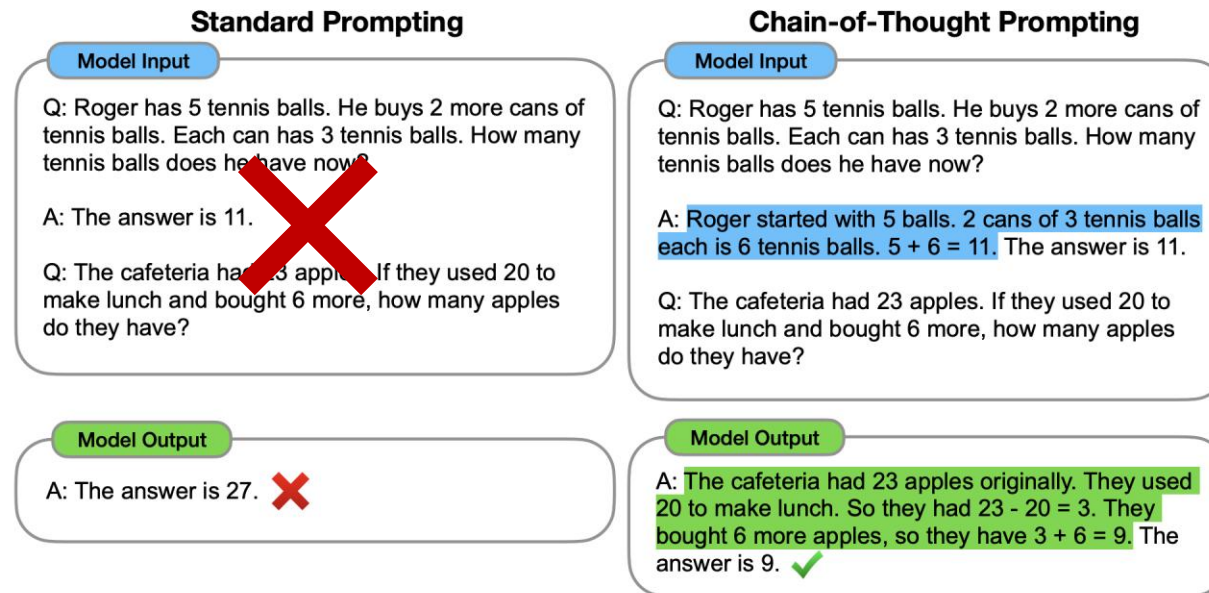 Standard Prompting
Model Input
Q: Roger has 5 tennis balls. He buys 2 more cans of
tennis balls. Each can has 3 tennis balls. How many
tennis balls does he have now?
A: The answer is 11.
Q: The cafeteria had 23 apples. If they used 20 to
make lunch and bought 6 more, how many apples
do they have?
Model Output
A: The answer is 27.
Chain-of-Thought Prompting
Model Input
Q: Roger has 5 tennis balls. He buys 2 more cans of
tennis balls. Each can has 3 tennis balls. How many
tennis balls does he have now?
A: Roger started with 5 balls. 2 cans of 3 tennis balls
each is 6 tennis balls. 5 + 6 = 11. The answer is 11.
Q: The cafeteria had 23 apples. If they used 20 to
make lunch and bought 6 more, how many apples
do they have?
Model Output
A: The cafeteria had 23 apples originally. They used
20 to make lunch. So they had 23 - 20 = 3. They
bought 6 more apples, so they have 3 + 6 = 9. The
answer is 9.